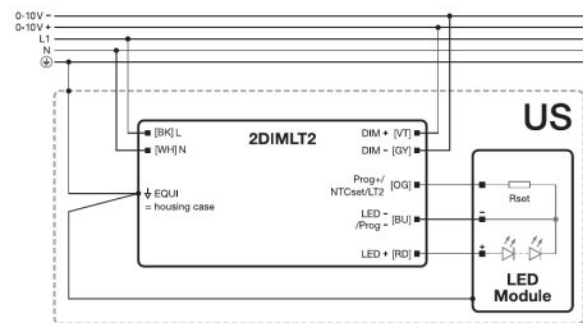 0-10V –
0-10V +
L1
N
US
2DIMLT2
[BK] L
[WH] N
EQUI
= housing case
DIM + [VT]
DIM – [GY]
Prog+/
NTCset/LT2 [OG]
LED –
/Prog – [BU]
LED + [RD]
Rset
–
+
LED
Module